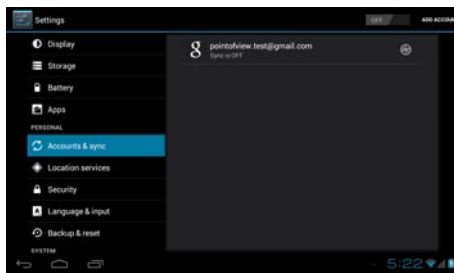 Settings
OFF
ADD ACCOUN
Display
Storage
Battery
Apps
PERSONAL
Accounts & sync
Location services
Security
Language & input
Backup & reset
SYSTEM
pointofview.test@gmail.com
Sync is OFF
5:22